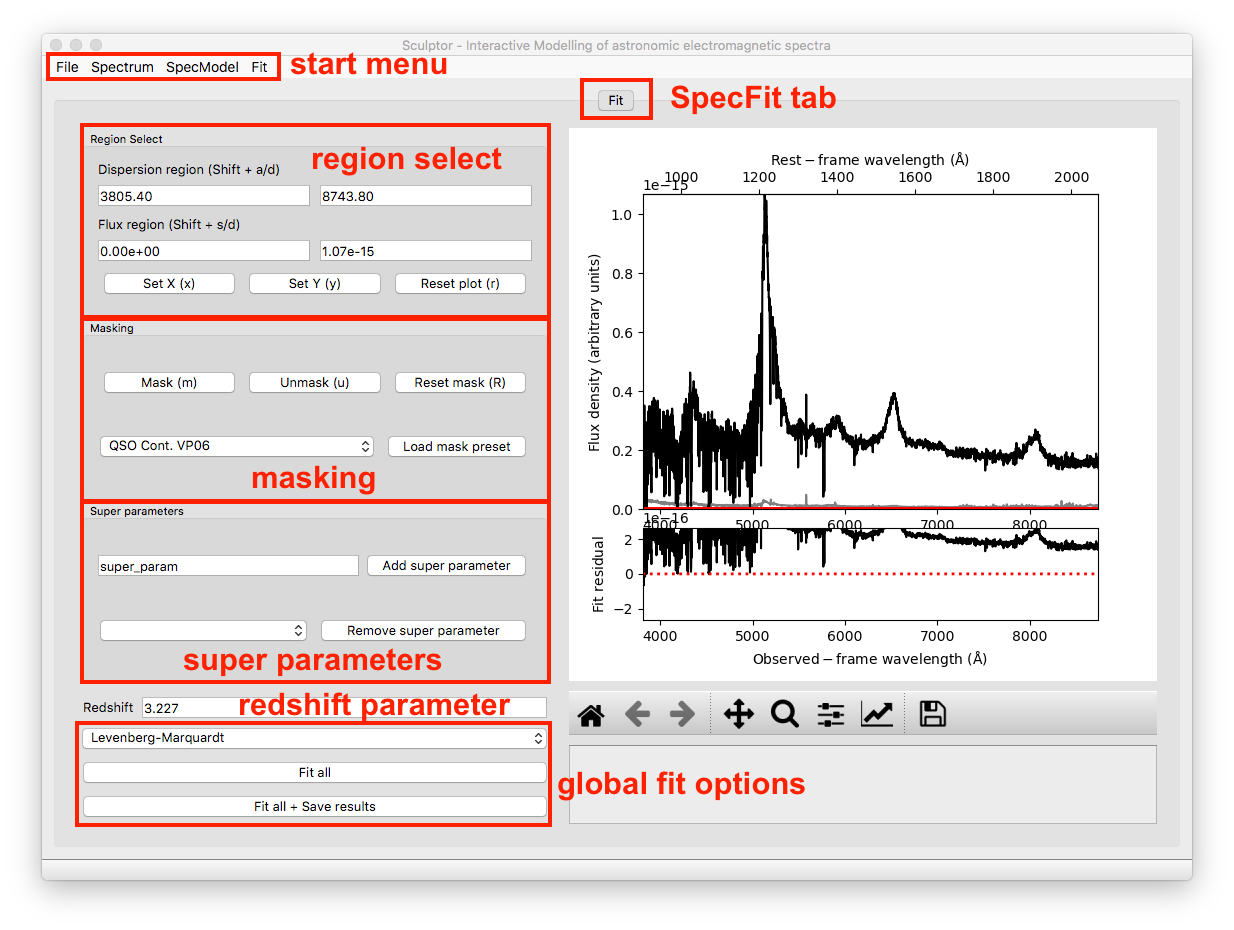 Sculptor - Interactive Modelling of astronomic electromagnetic spectra
File Spectrum SpecModel Fit start menu
Fit SpecFit tab
Region Select
region select
Dispersion region (Shift + a/d)
3805.40 8743.80
Flux region (Shift + s/d)
0.00e+00 1.07e-15
Set X (x) Set Y (y) Reset plot (r)
Masking
Mask (m) Unmask (u) Reset mask (R)
QSO Cont. VP06 Load mask preset
masking
Super parameters
super_param Add super parameter
Remove super parameter
super parameters
Redshift 3.227 redshift parameter
Levenberg-Marquardt
Fit all
Fit all + Save results
global fit options
Rest – frame wavelength (Å)
1000 1200 1400 1600 1800 2000
1e−15
1.0
0.8
0.6
0.4
0.2
0.0
Flux density (arbitrary units)
4000 5000 6000 7000 8000
1e−16
2
0
−2
Fit residual
4000 5000 6000 7000 8000
Observed – frame wavelength (Å)